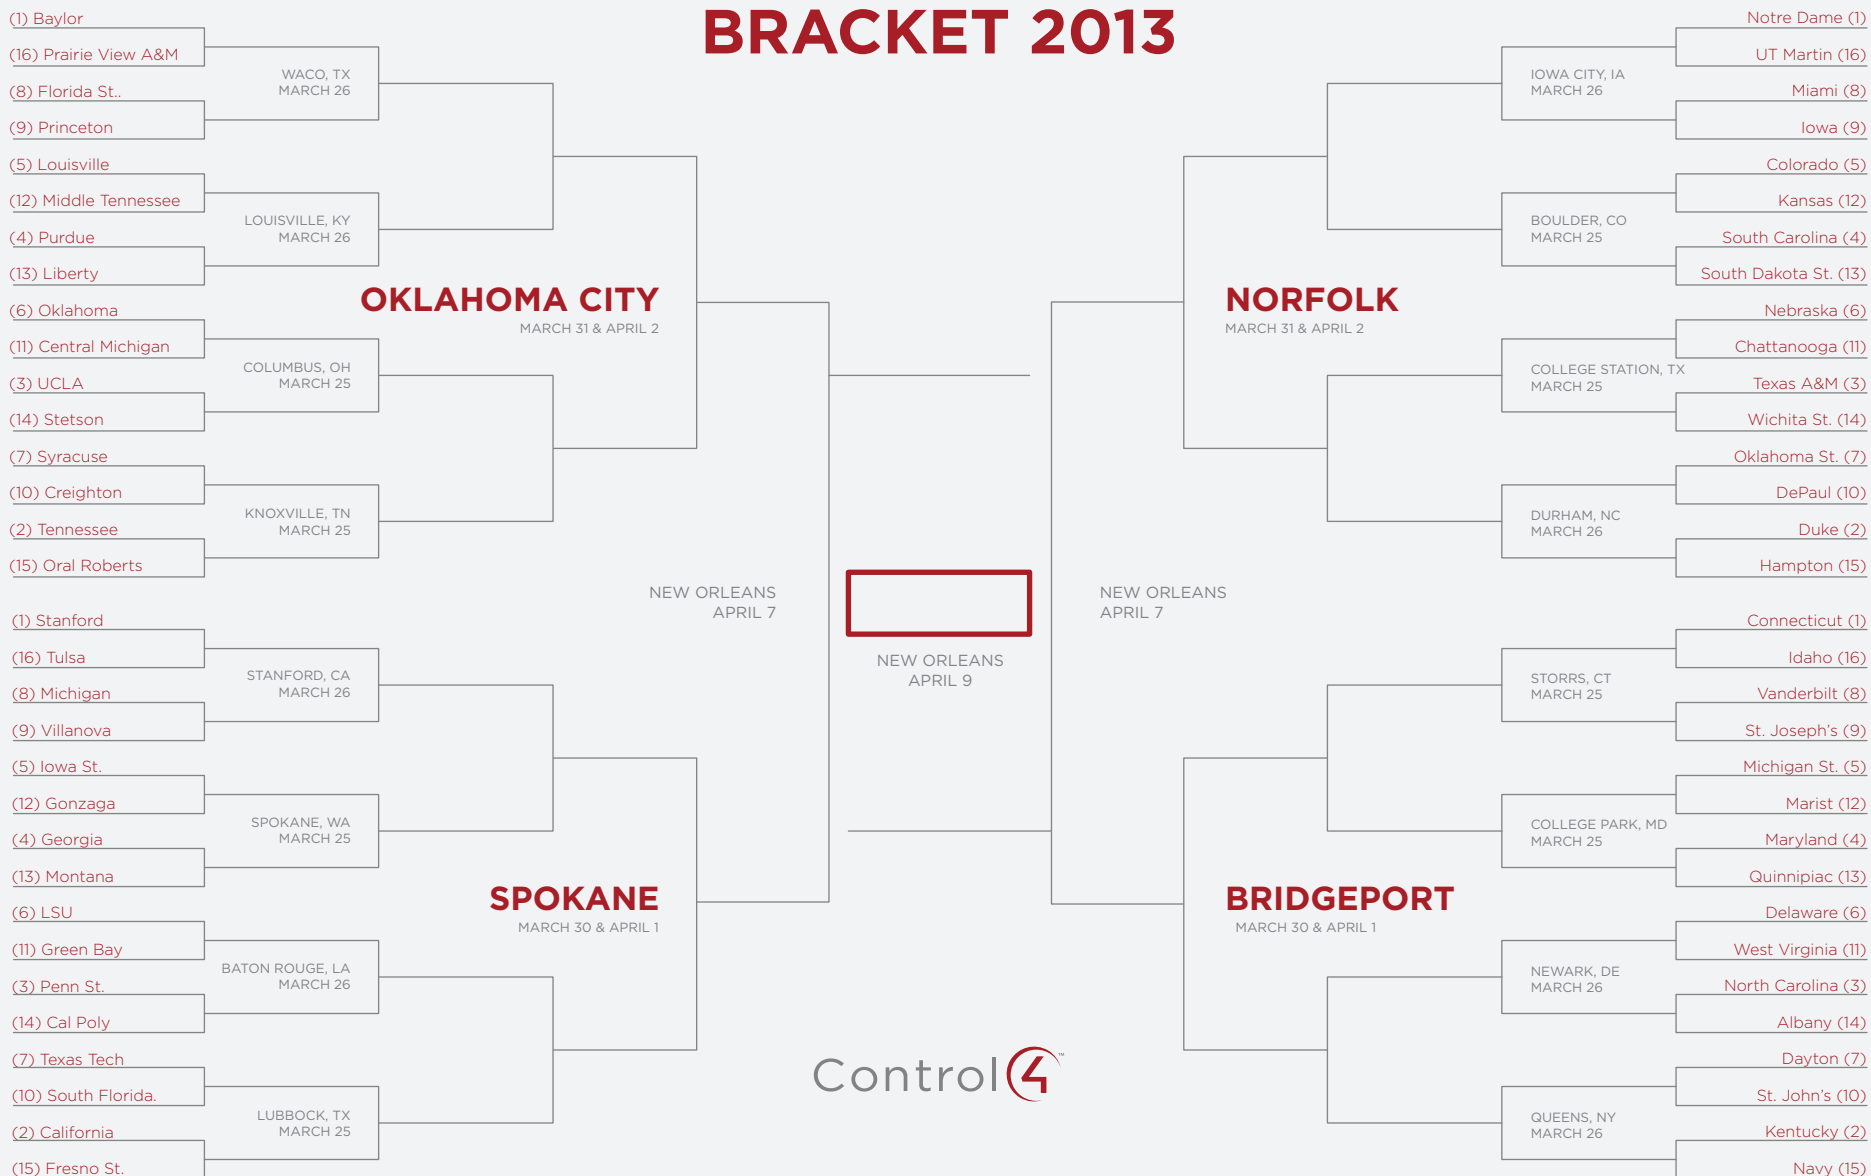 BRACKET 2013
(1) Baylor
(16) Prairie View A&M
(8) Florida St..
(9) Princeton
(5) Louisville
(12) Middle Tennessee
(4) Purdue
(13) Liberty
(6) Oklahoma
(11) Central Michigan
(3) UCLA
(14) Stetson
(7) Syracuse
(10) Creighton
(2) Tennessee
(15) Oral Roberts
WACO, TX
MARCH 26
LOUISVILLE, KY
MARCH 26
COLUMBUS, OH
MARCH 25
KNOXVILLE, TN
MARCH 25
OKLAHOMA CITY
MARCH 31 & APRIL 2
(1) Stanford
(16) Tulsa
(8) Michigan
(9) Villanova
(5) Iowa St.
(12) Gonzaga
(4) Georgia
(13) Montana
(6) LSU
(11) Green Bay
(3) Penn St.
(14) Cal Poly
(7) Texas Tech
(10) South Florida.
(2) California
(15) Fresno St.
STANFORD, CA
MARCH 26
SPOKANE, WA
MARCH 25
BATON ROUGE, LA
MARCH 26
LUBBOCK, TX
MARCH 25
SPOKANE
MARCH 30 & APRIL 1
NEW ORLEANS
APRIL 7
NEW ORLEANS
APRIL 9
NEW ORLEANS
APRIL 7
Control4™
NORFOLK
MARCH 31 & APRIL 2
IOWA CITY, IA
MARCH 26
BOULDER, CO
MARCH 25
COLLEGE STATION, TX
MARCH 25
DURHAM, NC
MARCH 26
Notre Dame (1)
UT Martin (16)
Miami (8)
Iowa (9)
Colorado (5)
Kansas (12)
South Carolina (4)
South Dakota St. (13)
Nebraska (6)
Chattanooga (11)
Texas A&M (3)
Wichita St. (14)
Oklahoma St. (7)
DePaul (10)
Duke (2)
Hampton (15)
BRIDGEPORT
MARCH 30 & APRIL 1
STORRS, CT
MARCH 25
COLLEGE PARK, MD
MARCH 25
NEWARK, DE
MARCH 26
QUEENS, NY
MARCH 26
Connecticut (1)
Idaho (16)
Vanderbilt (8)
St. Joseph's (9)
Michigan St. (5)
Marist (12)
Maryland (4)
Quinnipiac (13)
Delaware (6)
West Virginia (11)
North Carolina (3)
Albany (14)
Dayton (7)
St. John's (10)
Kentucky (2)
Navy (15)